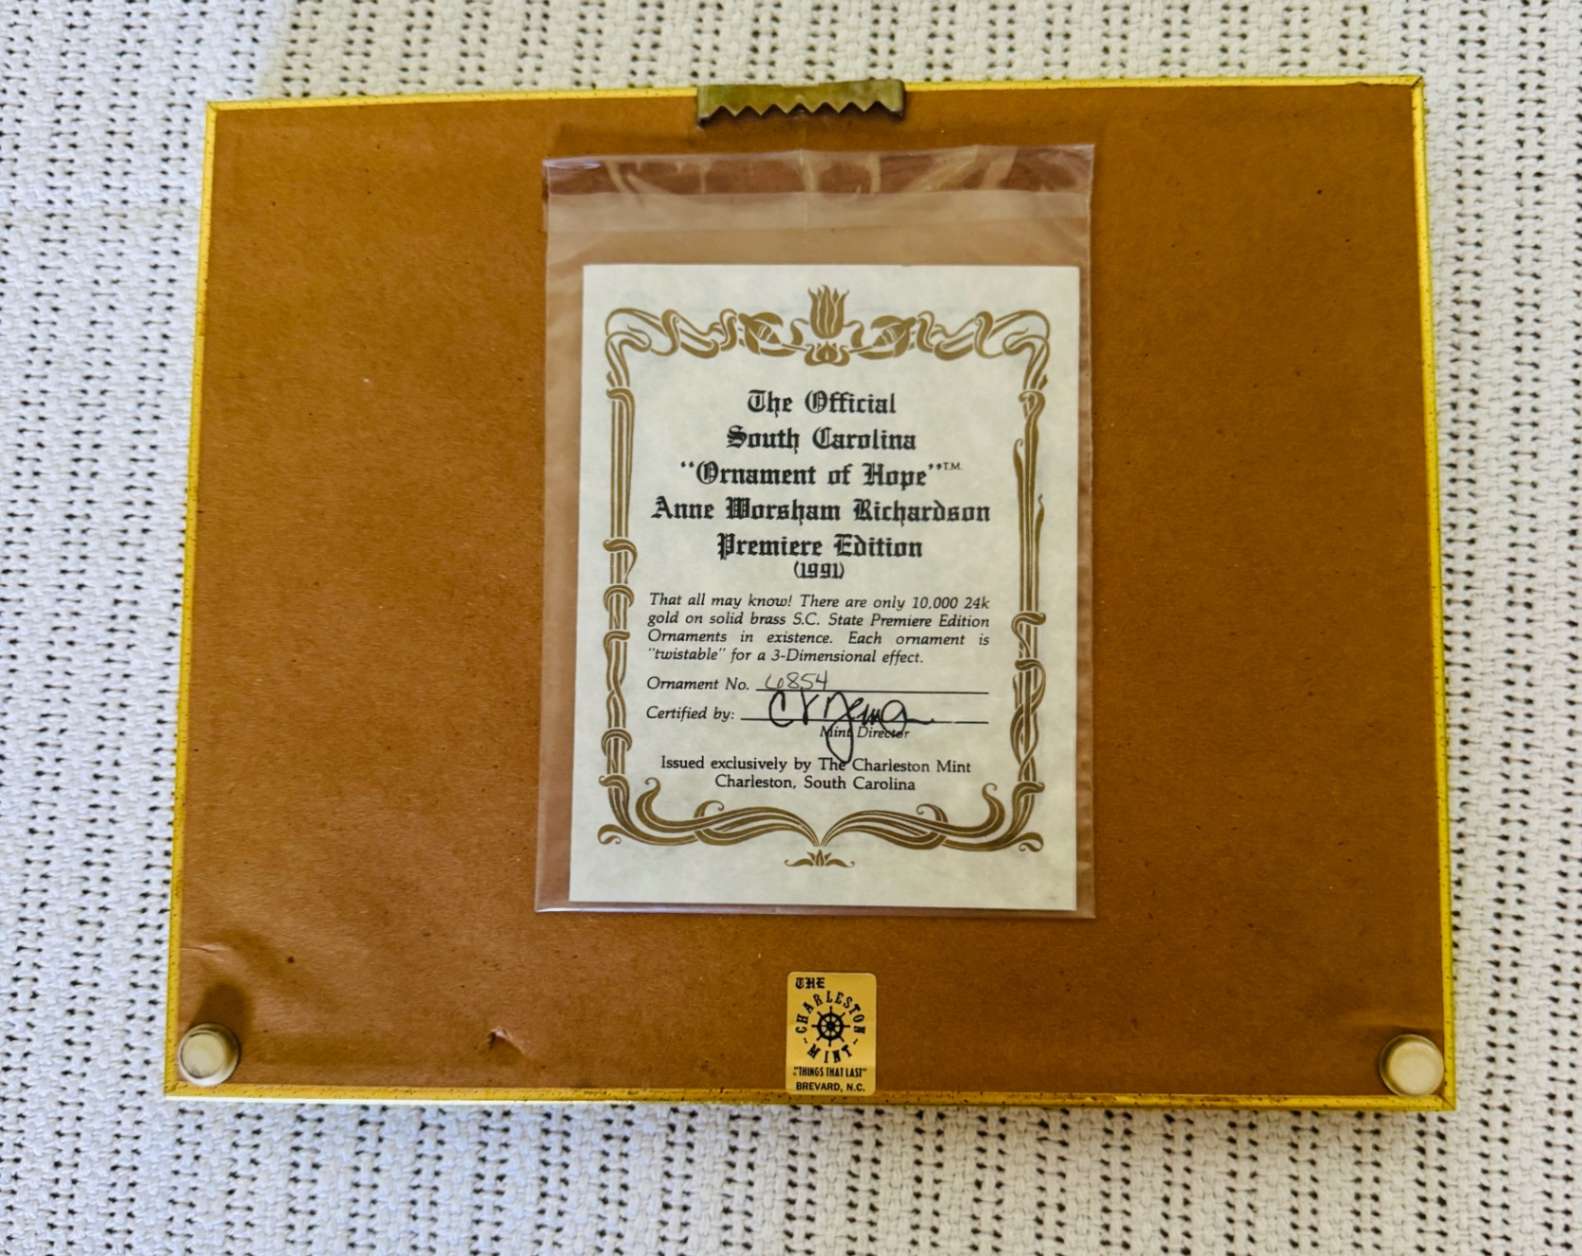 The Official
South Carolina
"Ornament of Hope"™
Anne Worsham Richardson
Premiere Edition
(1991)
That all may know! There are only 10,000 24k
gold on solid brass S.C. State Premiere Edition
Ornaments in existence. Each ornament is
"twistable" for a 3-Dimensional effect.
Ornament No. 6854
Certified by:
Mint Director
Issued exclusively by The Charleston Mint
Charleston, South Carolina
THE
CHARLESTON
MINT
"THINGS THAT LAST"
BREVARD, N.C.